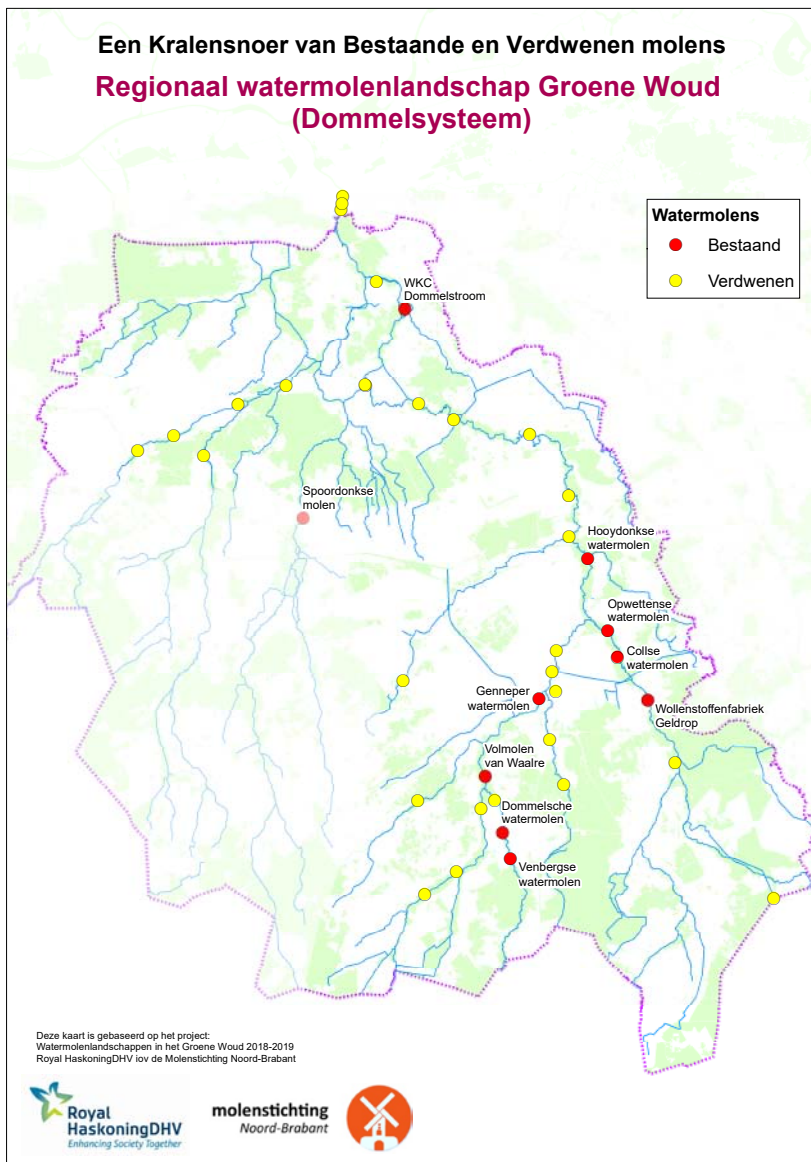 Een Kralensnoer van Bestaande en Verdwenen molens
Regionaal watermolenlandschap Groene Woud
(Dommelsysteem)
Watermolens
Bestaand
Verdwenen
WKC
Dommelstroom
Spoordonkse
molen
Hooydonkse
watermolen
Opwettense
watermolen
Collse
watermolen
Genneper
watermolen
Wollenstoffenfabriek
Geldrop
Volmolen
van Waalre
Dommelsche
watermolen
Venbergse
watermolen
Deze kaart is gebaseerd op het project:
Watermolenlandschappen in het Groene Woud 2018-2019
Royal HaskoningDHV iov de Molenstichting Noord-Brabant
Royal
HaskoningDHV
Enhancing Society Together
molenstichting
Noord-Brabant